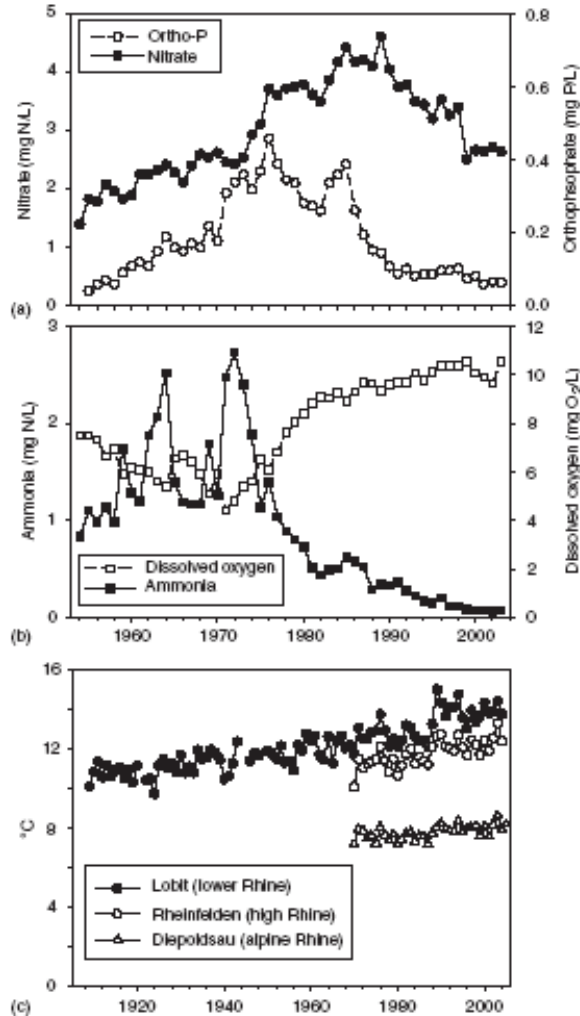 5
4
3
2
1
0
Nitrate (mg N/L)
Ortho-P
Nitrate
0.8
0.6
0.4
0.2
0.0
Orthophsophate (mg P/L)
(a)
3
2
1
0
Ammonia (mg N/L)
12
10
8
6
4
2
0
Dissolved oxygen (mg O2/L)
Dissolved oxygen
Ammonia
(b)
1960 1970 1980 1990 2000
16
12
8
4
0
°C
Lobit (lower Rhine)
Rheinfelden (high Rhine)
Diepoldsau (alpine Rhine)
(c)
1920 1940 1960 1980 2000